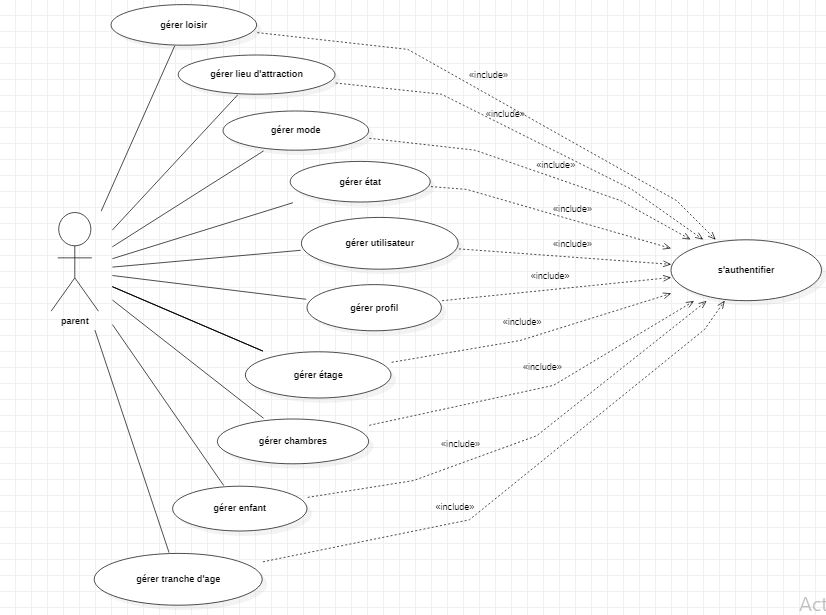 gérer loisir
«include»
gérer lieu d'attraction
«include»
gérer mode
«include»
gérer état
«include»
gérer utilisateur
«include»
s'authentifier
«include»
gérer profil
parent
«include»
gérer étage
«include»
gérer chambres
«include»
gérer enfant
«include»
gérer tranche d'age
Act